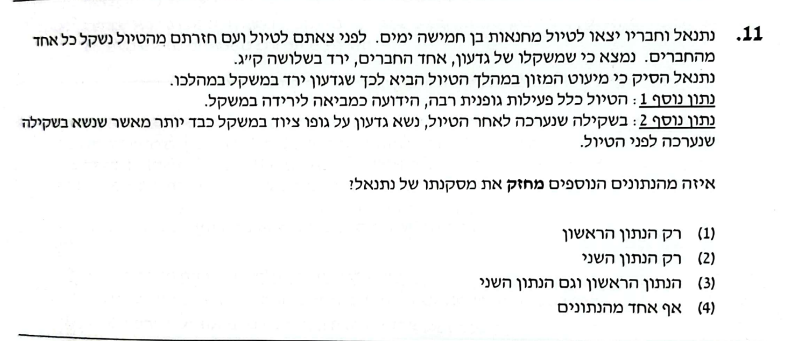 11. נתנאל וחבריו יצאו לטיול מחנאות בן חמישה ימים. לפני צאתם לטיול ועם חזרתם מהטיול נשקל כל אחד
מהחברים. נמצא כי שמשקלו של גדעון, אחד החברים, ירד בשלושה ק״ג.
נתנאל הסיק כי מיעוט המזון במהלך הטיול הביא לכך שגדעון ירד במשקל במהלכו.
נתון נוסף 1: הטיול כלל פעילות גופנית רבה, הידועה כמביאה לירידה במשקל.
נתון נוסף 2: בשקילה שנערכה לאחר הטיול, נשא גדעון על גופו ציוד במשקל כבד יותר מאשר שנשא בשקילה
שנערכה לפני הטיול.
איזה מהנתונים הנוספים מחזק את מסקנתו של נתנאל?
(1) רק הנתון הראשון
(2) רק הנתון השני
(3) הנתון הראשון וגם הנתון השני
(4) אף אחד מהנתונים